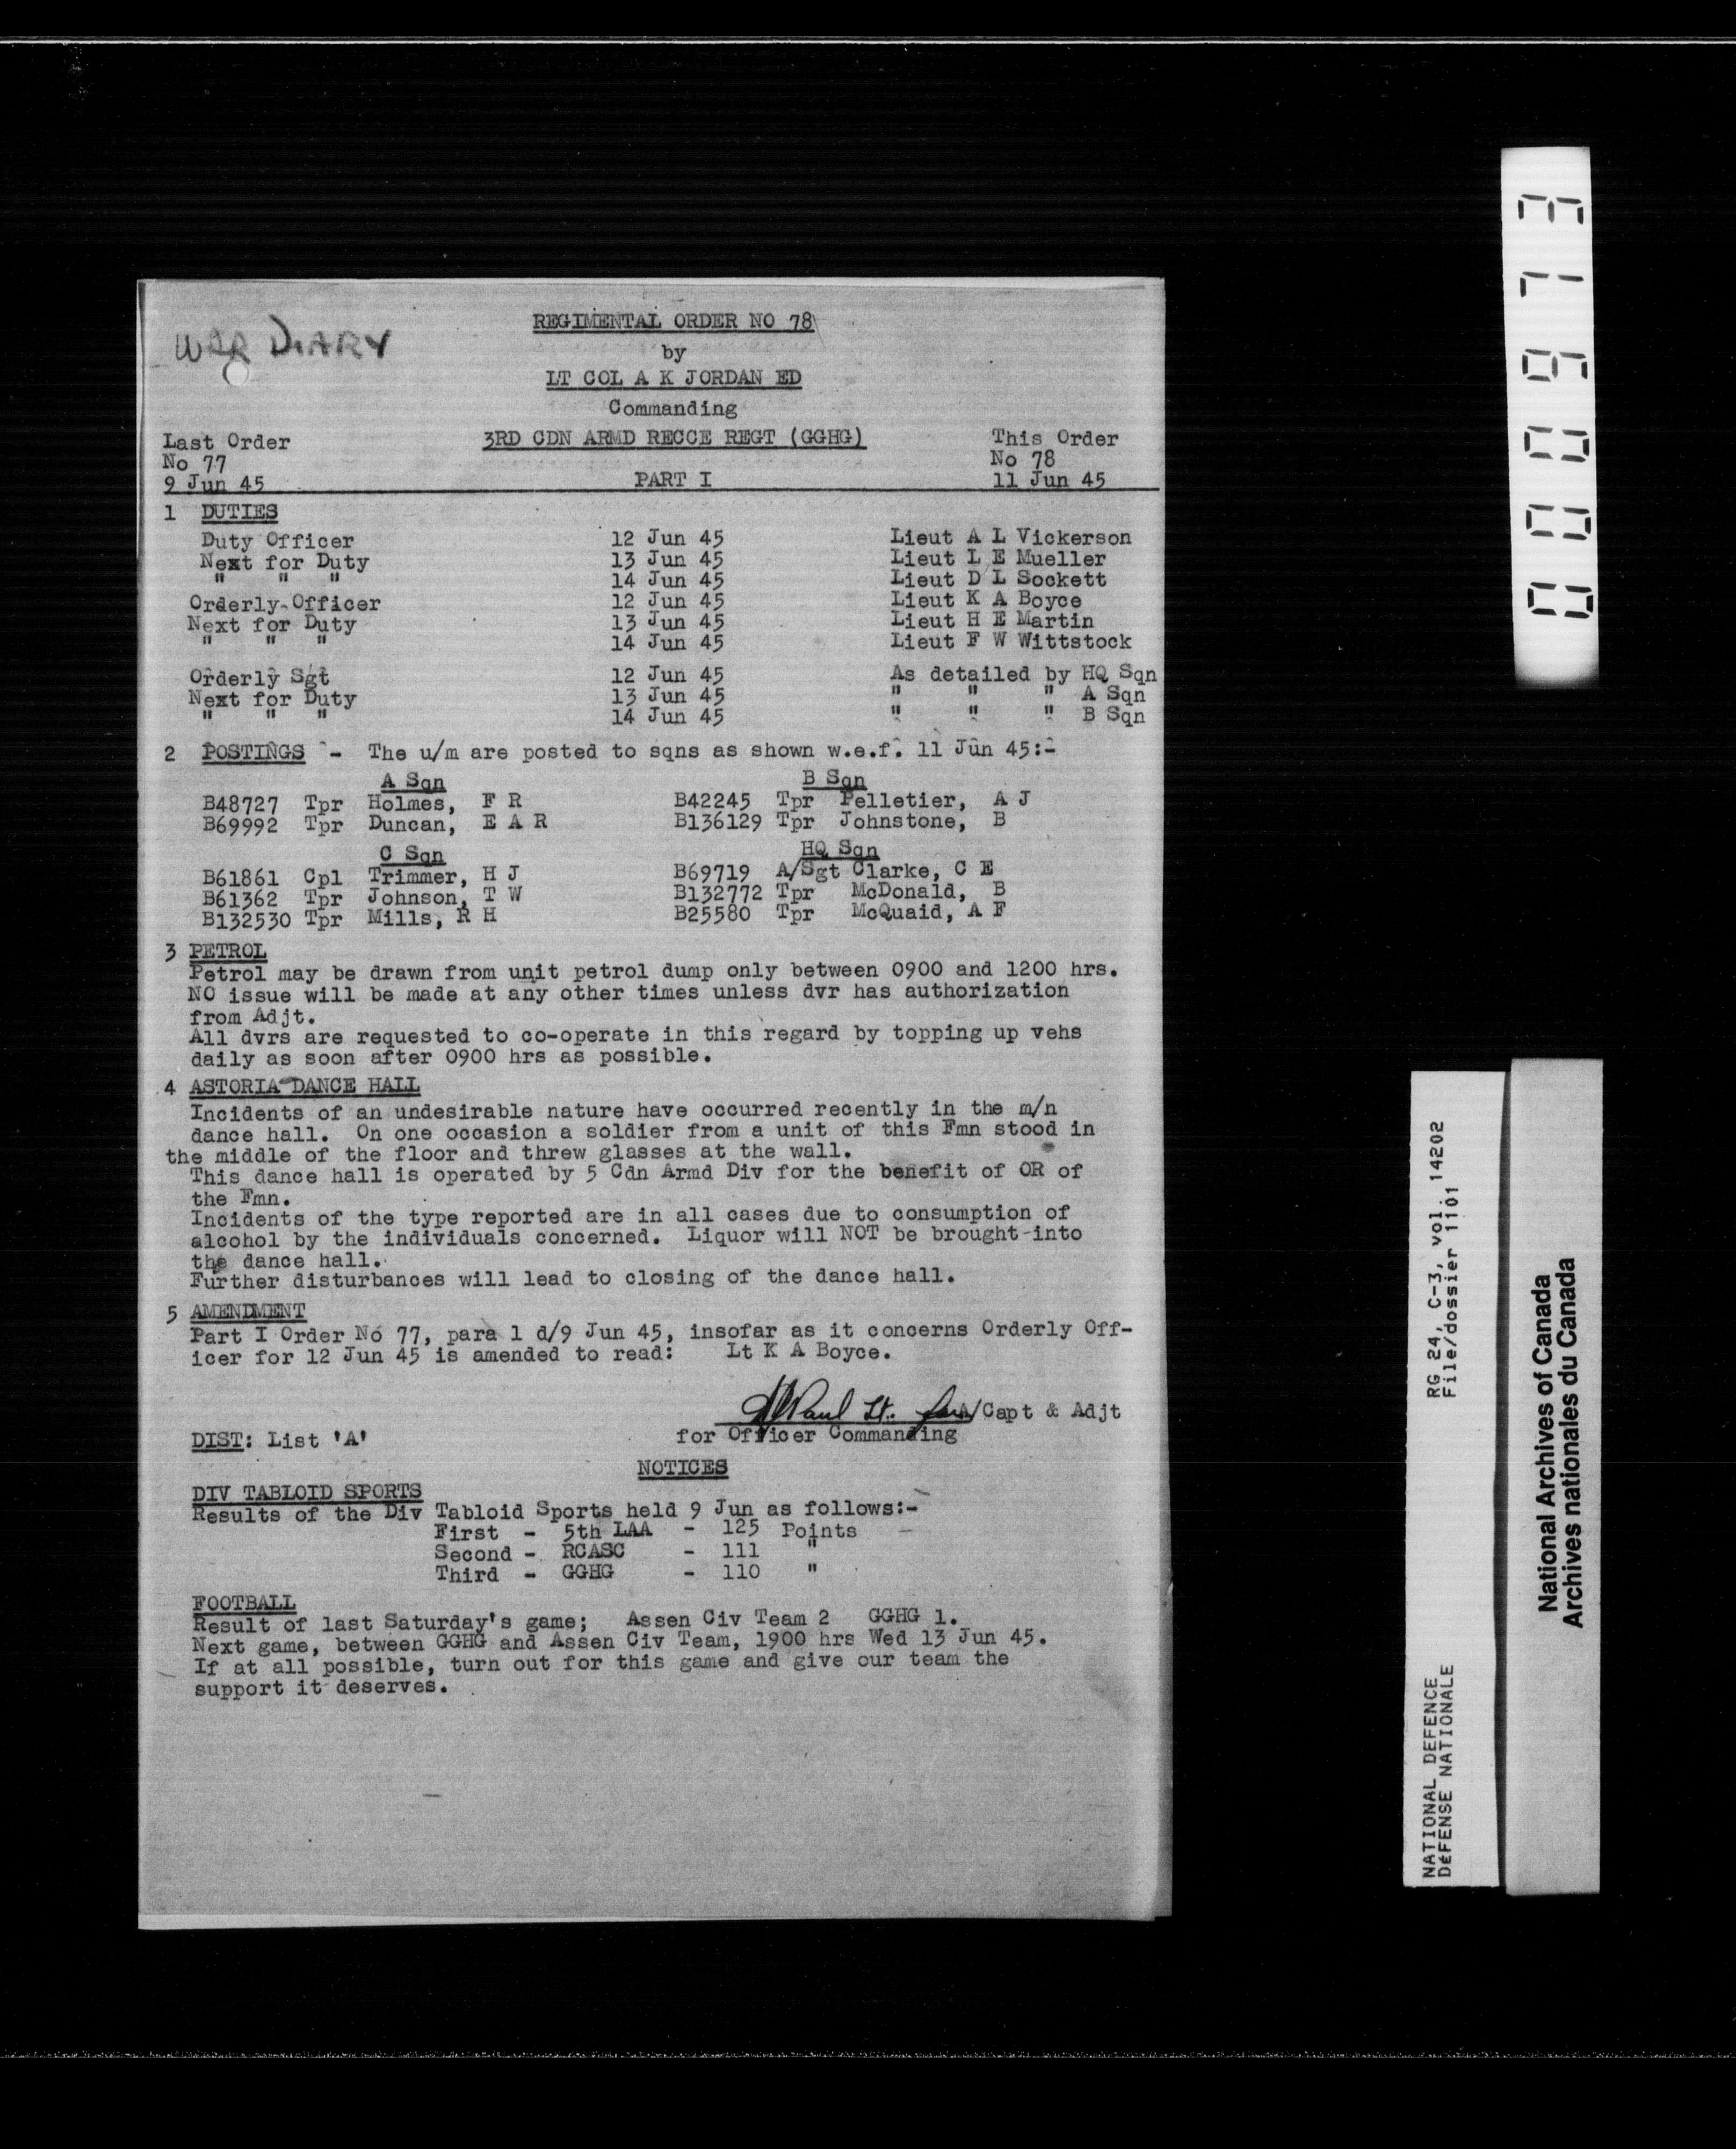 WAR DIARY
REGIMENTAL ORDER NO 78
by
LT COL A K JORDAN ED
Commanding
Last Order 3RD CDN ARMD RECCE REGT (GGHG) This Order
No 77 No 78
9 Jun 45 PART I 11 Jun 45
1 DUTIES
Duty Officer 12 Jun 45 Lieut A L Vickerson
Next for Duty 13 Jun 45 Lieut L E Mueller
" " " 14 Jun 45 Lieut D L Sockett
Orderly Officer 12 Jun 45 Lieut K A Boyce
Next for Duty 13 Jun 45 Lieut H E Martin
" " " 14 Jun 45 Lieut F W Wittstock
Orderly Sgt 12 Jun 45 As detailed by HQ Sqn
Next for Duty 13 Jun 45 " " " A Sqn
" " " 14 Jun 45 " " " B Sqn
2 POSTINGS - The u/m are posted to sqns as shown w.e.f. 11 Jun 45:-
A Sqn B Sqn
B48727 Tpr Holmes, F R B42245 Tpr Pelletier, A J
B69992 Tpr Duncan, E A R B136129 Tpr Johnstone, B
C Sqn HQ Sqn
B61861 Cpl Trimmer, H J B69719 A/Sgt Clarke, C E
B61362 Tpr Johnson, T W B132772 Tpr McDonald, B
B132530 Tpr Mills, R H B25580 Tpr McQuaid, A F
3 PETROL
Petrol may be drawn from unit petrol dump only between 0900 and 1200 hrs.
NO issue will be made at any other times unless dvr has authorization
from Adjt.
All dvrs are requested to co-operate in this regard by topping up vehs
daily as soon after 0900 hrs as possible.
4 ASTORIA DANCE HALL
Incidents of an undesirable nature have occurred recently in the m/n
dance hall. On one occasion a soldier from a unit of this Fmn stood in
the middle of the floor and threw glasses at the wall.
This dance hall is operated by 5 Cdn Armd Div for the benefit of OR of
the Fmn.
Incidents of the type reported are in all cases due to consumption of
alcohol by the individuals concerned. Liquor will NOT be brought into
the dance hall.
Further disturbances will lead to closing of the dance hall.
5 AMENDMENT
Part I Order No 77, para 1 d/9 Jun 45, insofar as it concerns Orderly Off-
icer for 12 Jun 45 is amended to read: Lt K A Boyce.
Paul Lt. for A/Capt & Adjt
DIST: List 'A' for Officer Commanding
NOTICES
DIV TABLOID SPORTS
Results of the Div Tabloid Sports held 9 Jun as follows:-
First - 5th LAA - 125 Points
Second - RCASC - 111 "
Third - GGHG - 110 "
FOOTBALL
Result of last Saturday's game; Assen Civ Team 2 GGHG 1.
Next game, between GGHG and Assen Civ Team, 1900 hrs Wed 13 Jun 45.
If at all possible, turn out for this game and give our team the
support it deserves.
000973
NATIONAL DEFENCE RG 24, C-3, vol. 14202
DéFENSE NATIONALE File/dossier 1101
National Archives of Canada
Archives nationales du Canada